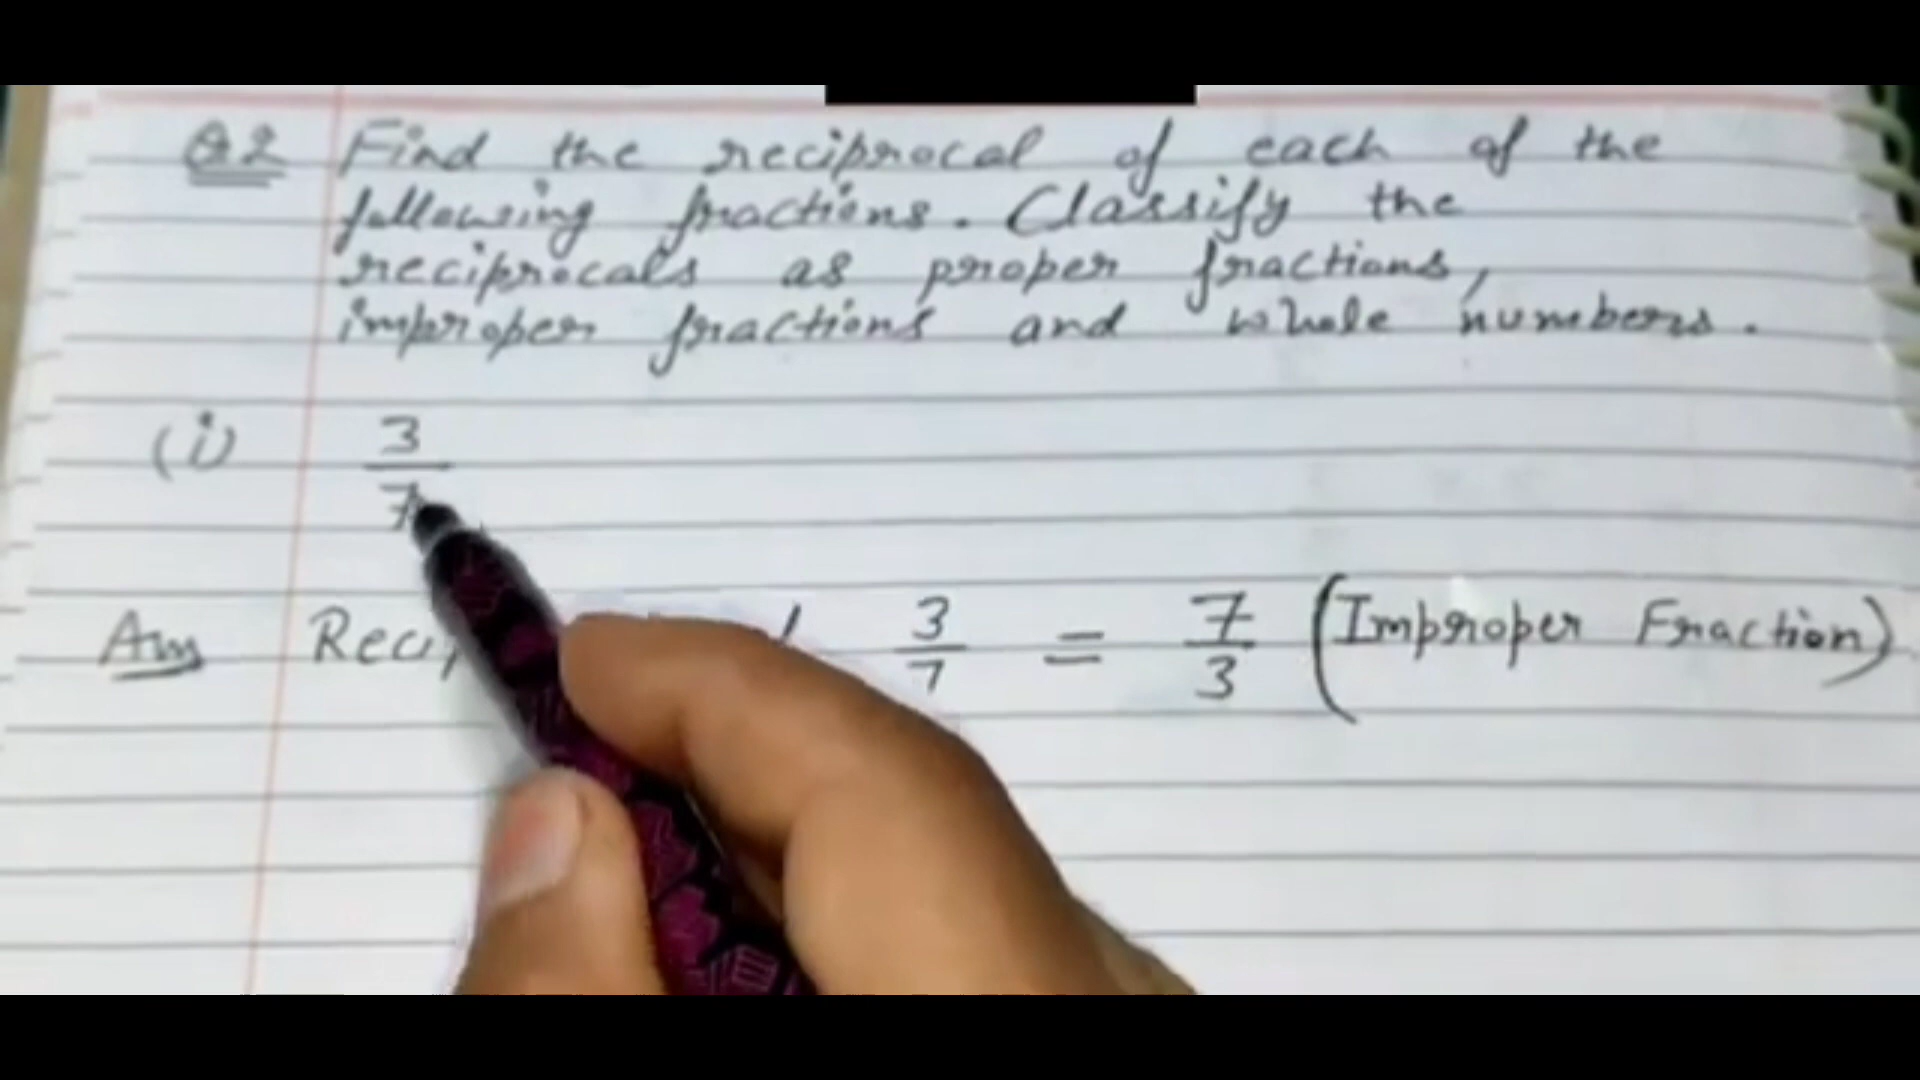 Q2 Find the reciprocal of each of the
following fractions. Classify the
reciprocals as proper fractions,
improper fractions and whole numbers.
(i) 3/7
Ans 3/7 = 7/3 (Improper Fraction)